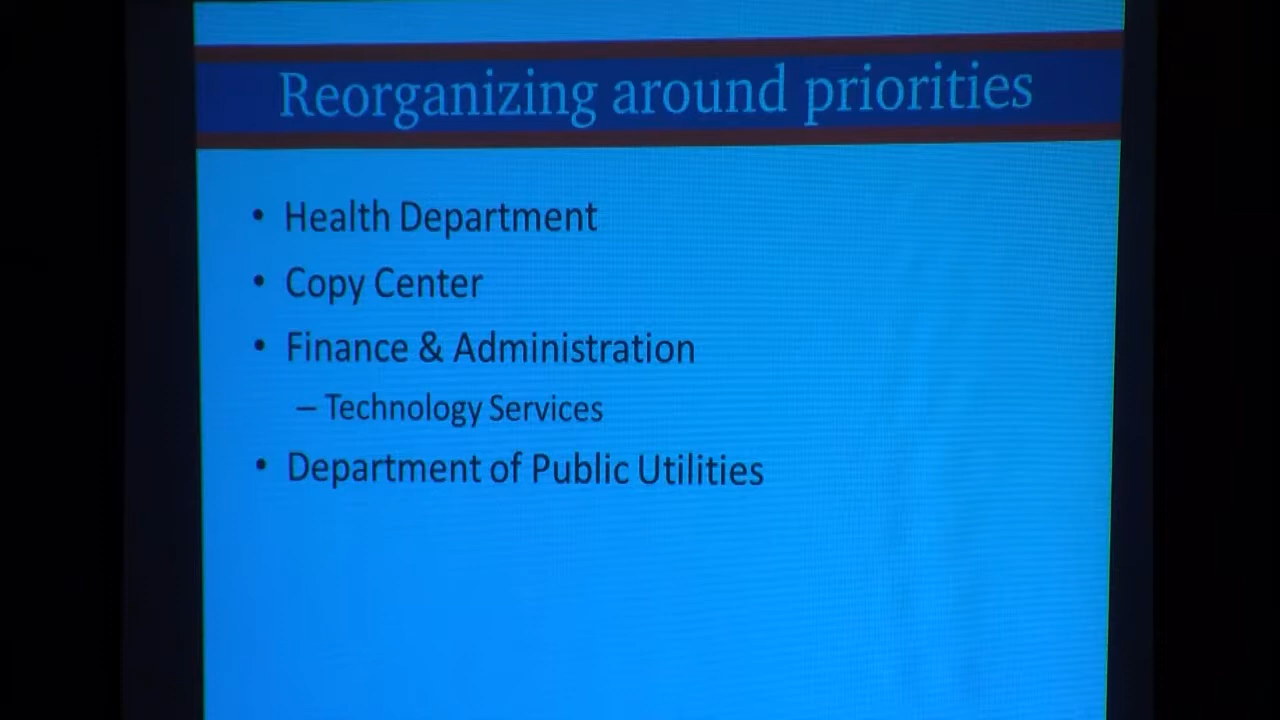 Reorganizing around priorities
• Health Department
• Copy Center
• Finance & Administration
– Technology Services
• Department of Public Utilities